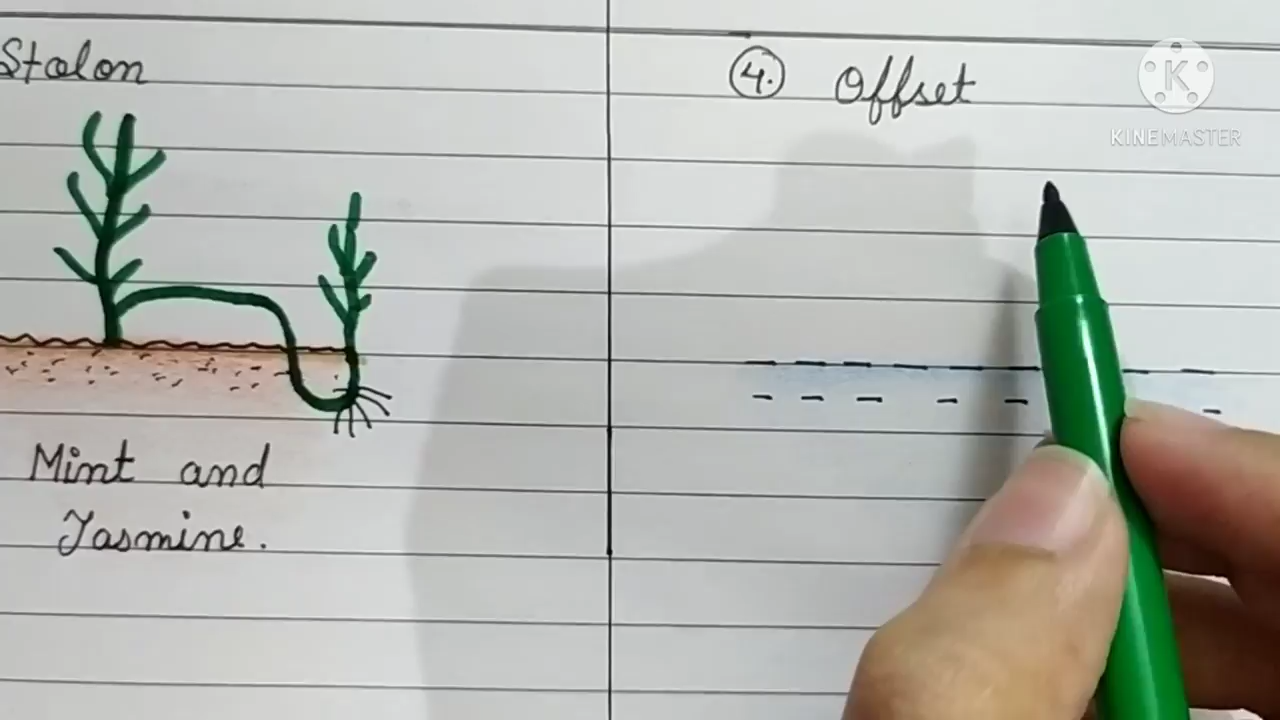 Stolon
Mint and
Jasmine.
4. Offset
K
KINEMASTER